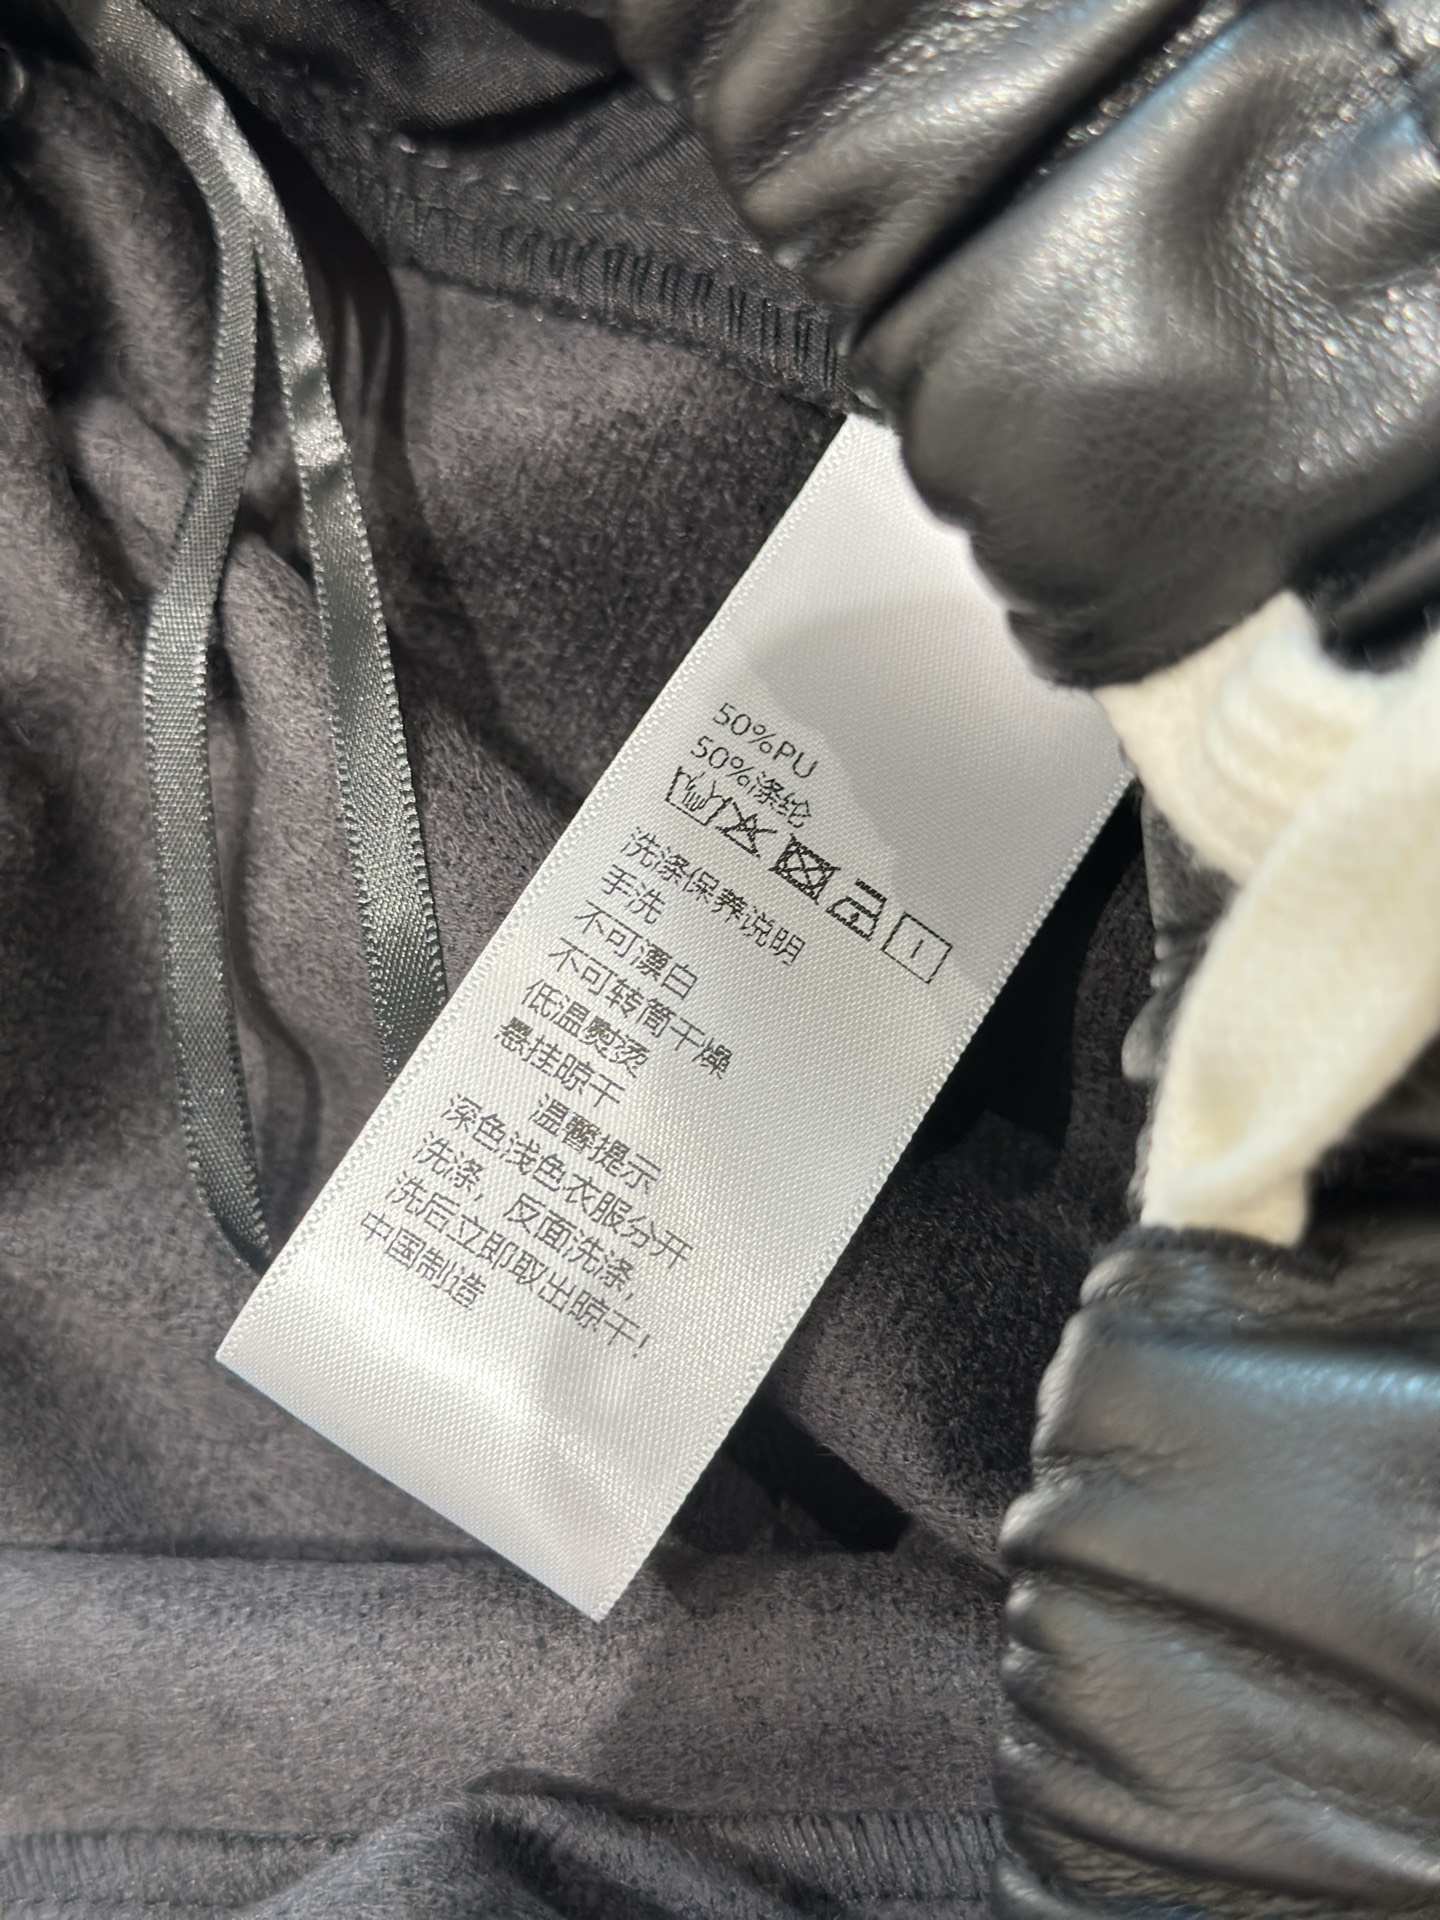 50%PU
50%涤纶
洗涤保养说明
手洗
不可漂白
不可转筒干燥
低温熨烫
悬挂晾干
温馨提示
深色浅色衣服分开
洗涤，反面洗涤，
洗后立即取出晾干!
中国制造